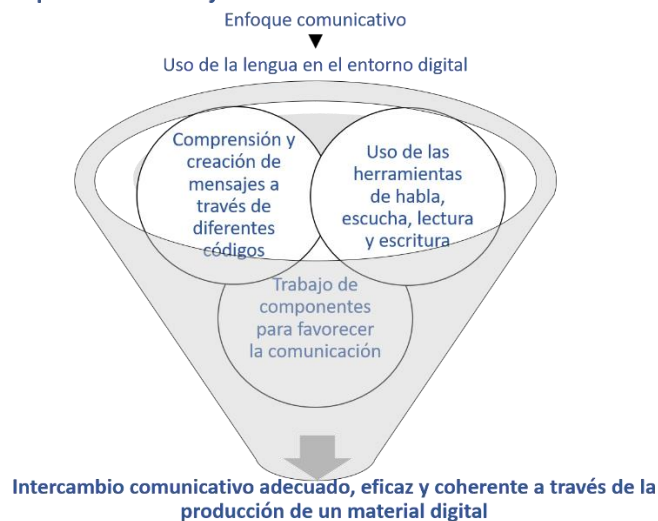 Enfoque comunicativo
Uso de la lengua en el entorno digital
Comprensión y
creación de
mensajes a
través de
diferentes
códigos
Uso de las
herramientas
de habla,
escucha, lectura
y escritura
Trabajo de
componentes
para favorecer
la comunicación
Intercambio comunicativo adecuado, eficaz y coherente a través de la
producción de un material digital